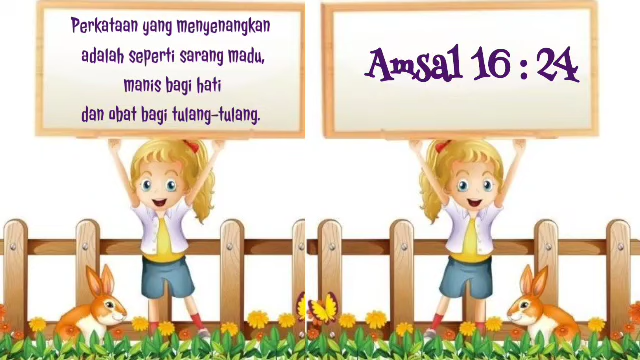 Perkataan yang menyenangkan
adalah seperti sarang madu,
manis bagi hati
dan obat bagi tulang-tulang.
Amsal 16 : 24